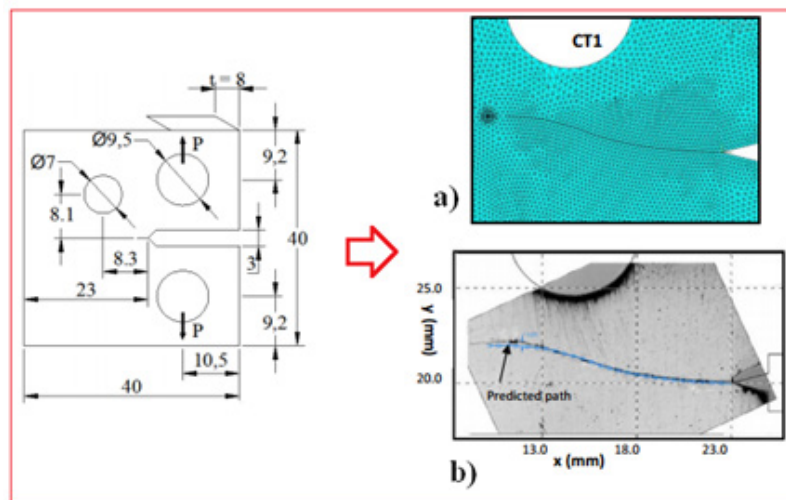 t = 8
Ø9,5
P
9,2
Ø7
8.1
40
8.3
3
23
9,2
P
10,5
40
CT1
a)
25.0
Y (mm)
20.0
Predicted path
13.0
18.0
23.0
x (mm)
b)